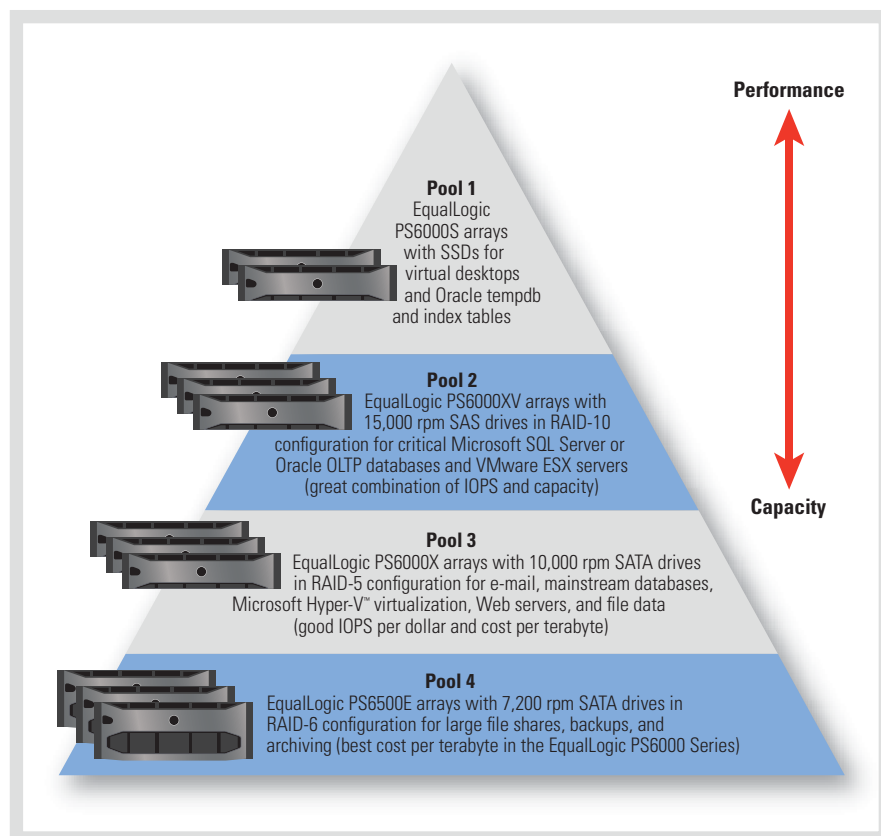 Performance
Pool 1
EqualLogic
PS6000S arrays
with SSDs for
virtual desktops
and Oracle tempdb
and index tables
Pool 2
EqualLogic PS6000XV arrays with
15,000 rpm SAS drives in RAID-10
configuration for critical Microsoft SQL Server or
Oracle OLTP databases and VMware ESX servers
(great combination of IOPS and capacity)
Capacity
Pool 3
EqualLogic PS6000X arrays with 10,000 rpm SATA drives
in RAID-5 configuration for e-mail, mainstream databases,
Microsoft Hyper-V™ virtualization, Web servers, and file data
(good IOPS per dollar and cost per terabyte)
Pool 4
EqualLogic PS6500E arrays with 7,200 rpm SATA drives in
RAID-6 configuration for large file shares, backups, and
archiving (best cost per terabyte in the EqualLogic PS6000 Series)